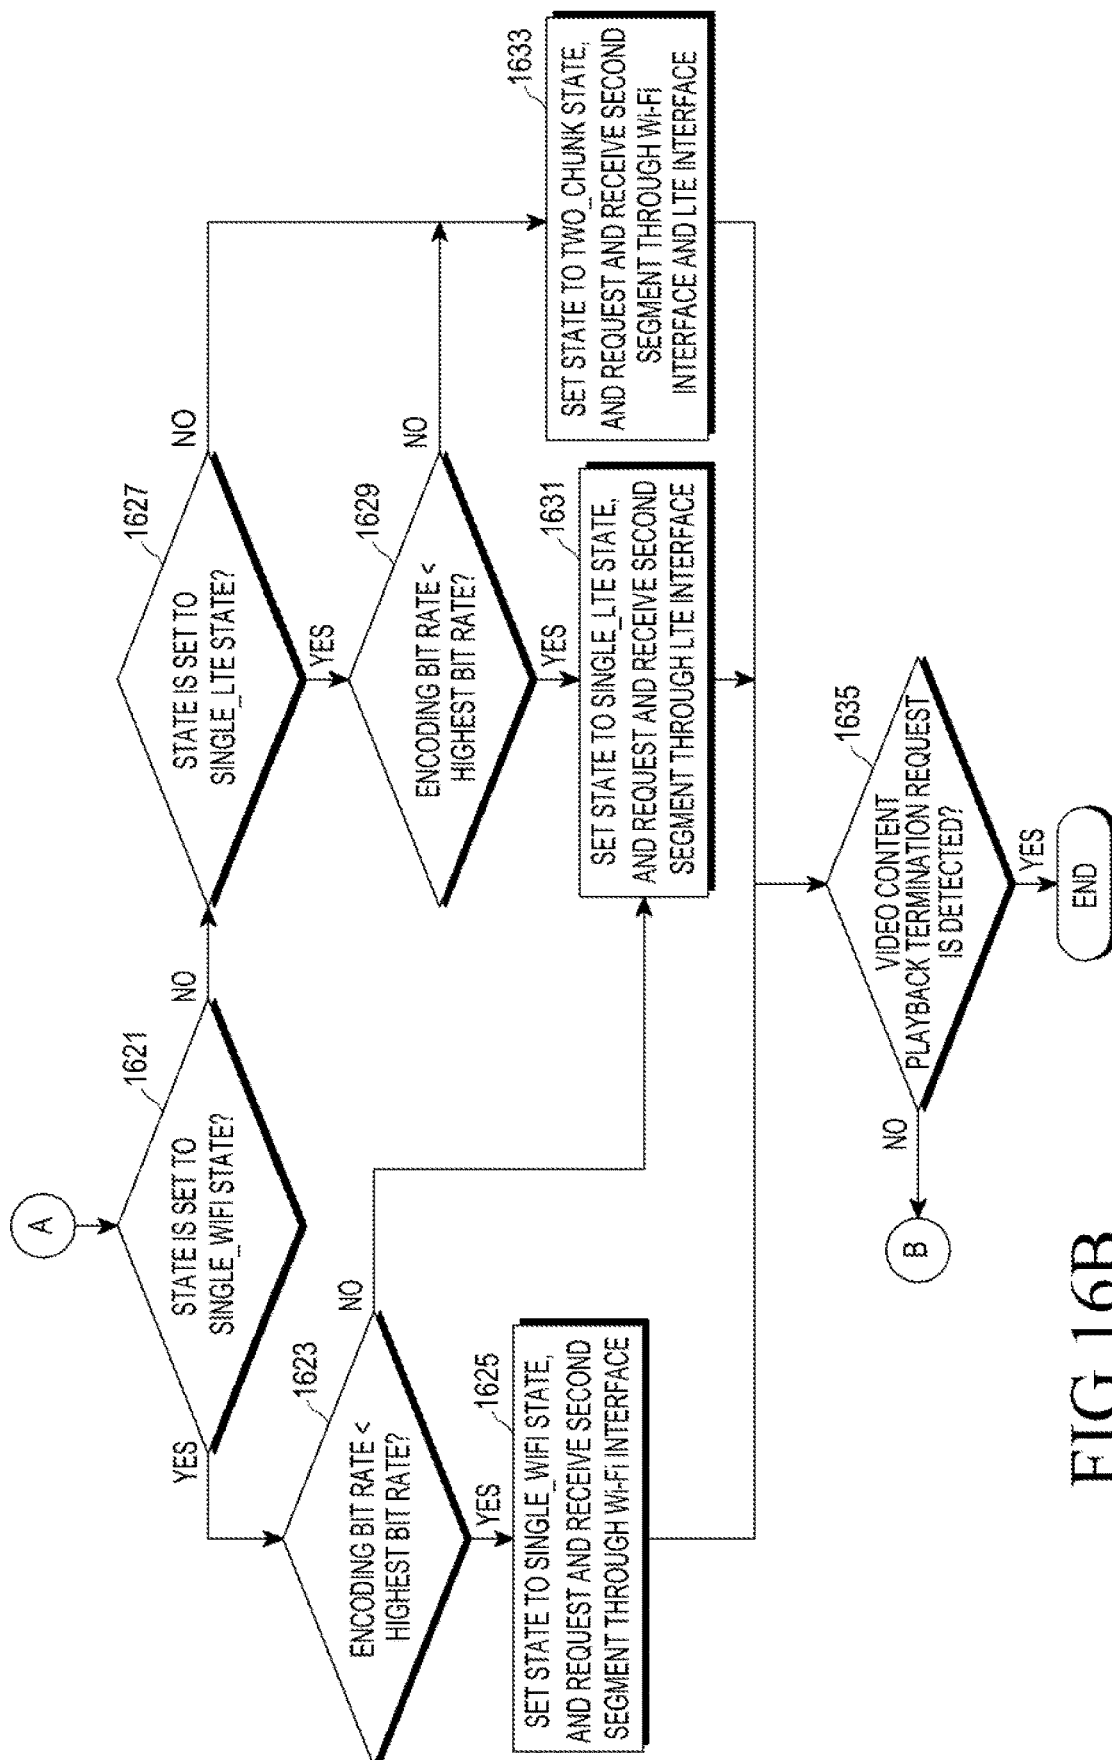 A
1621
STATE IS SET TO
SINGLE_WIFI STATE?
YES
NO
1627
STATE IS SET TO
SINGLE_LTE STATE?
NO
YES
1623
ENCODING BIT RATE <
HIGHEST BIT RATE?
NO
YES
1629
ENCODING BIT RATE <
HIGHEST BIT RATE?
NO
YES
1625
SET STATE TO SINGLE_WIFI STATE,
AND REQUEST AND RECEIVE SECOND
SEGMENT THROUGH Wi-Fi INTERFACE
1631
SET STATE TO SINGLE_LTE STATE,
AND REQUEST AND RECEIVE SECOND
SEGMENT THROUGH LTE INTERFACE
1633
SET STATE TO TWO_CHUNK STATE,
AND REQUEST AND RECEIVE SECOND
SEGMENT THROUGH Wi-Fi
INTERFACE AND LTE INTERFACE
1635
VIDEO CONTENT
PLAYBACK TERMINATION REQUEST
IS DETECTED?
NO
B
YES
END
FIG.16B